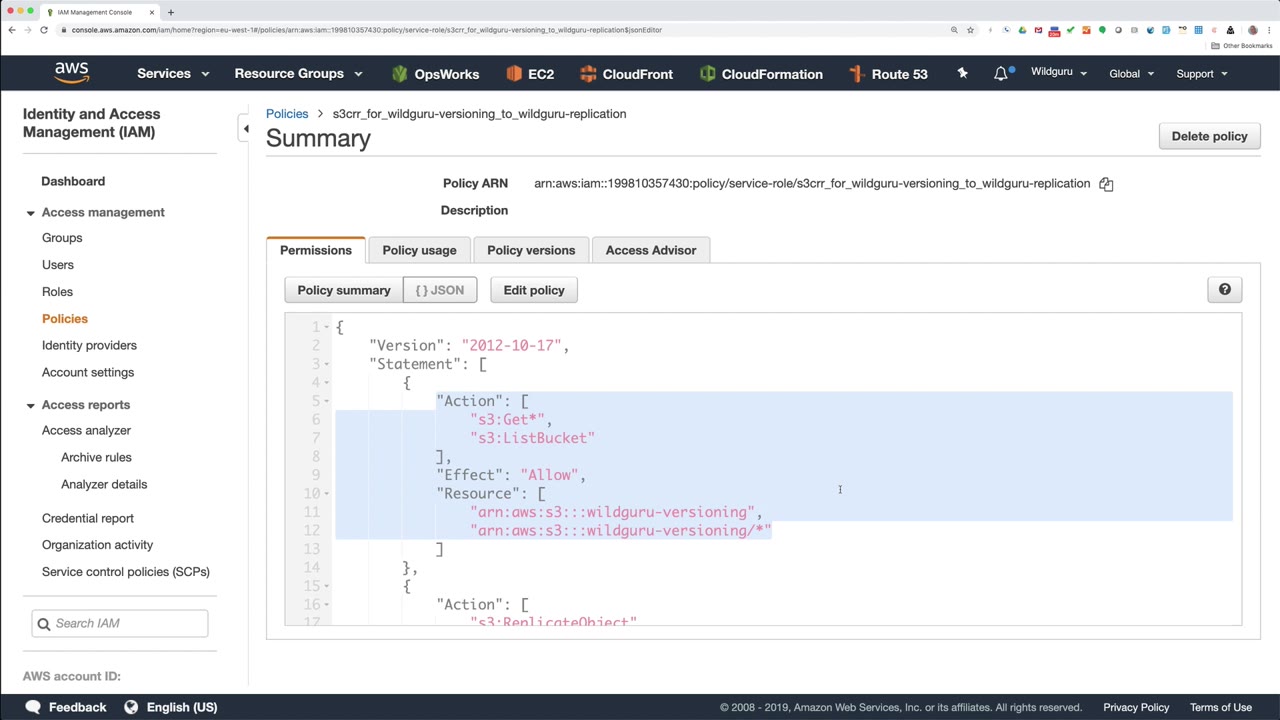 IAM Management Console
console.aws.amazon.com/iam/home?region=eu-west-1#/policies/arn:aws:iam::199810357430:policy/service-role/s3crr_for_wildguru-versioning_to_wildguru-replication$jsonEditor
Other Bookmarks
aws Services Resource Groups OpsWorks EC2 CloudFront CloudFormation Route 53 Wildguru Global Support
Identity and Access
Management (IAM)
Dashboard
Access management
Groups
Users
Roles
Policies
Identity providers
Account settings
Access reports
Access analyzer
Archive rules
Analyzer details
Credential report
Organization activity
Service control policies (SCPs)
Search IAM
AWS account ID:
Policies > s3crr_for_wildguru-versioning_to_wildguru-replication
Summary
Delete policy
Policy ARN arn:aws:iam::199810357430:policy/service-role/s3crr_for_wildguru-versioning_to_wildguru-replication
Description
Permissions Policy usage Policy versions Access Advisor
Policy summary { } JSON Edit policy
1 {
2 "Version": "2012-10-17",
3 "Statement": [
4 {
5 "Action": [
6 "s3:Get*",
7 "s3:ListBucket"
8 ],
9 "Effect": "Allow",
10 "Resource": [
11 "arn:aws:s3:::wildguru-versioning",
12 "arn:aws:s3:::wildguru-versioning/*"
13 ]
14 },
15 {
16 "Action": [
17 "s3:ReplicateObject"
Feedback English (US) © 2008 - 2019, Amazon Web Services, Inc. or its affiliates. All rights reserved. Privacy Policy Terms of Use